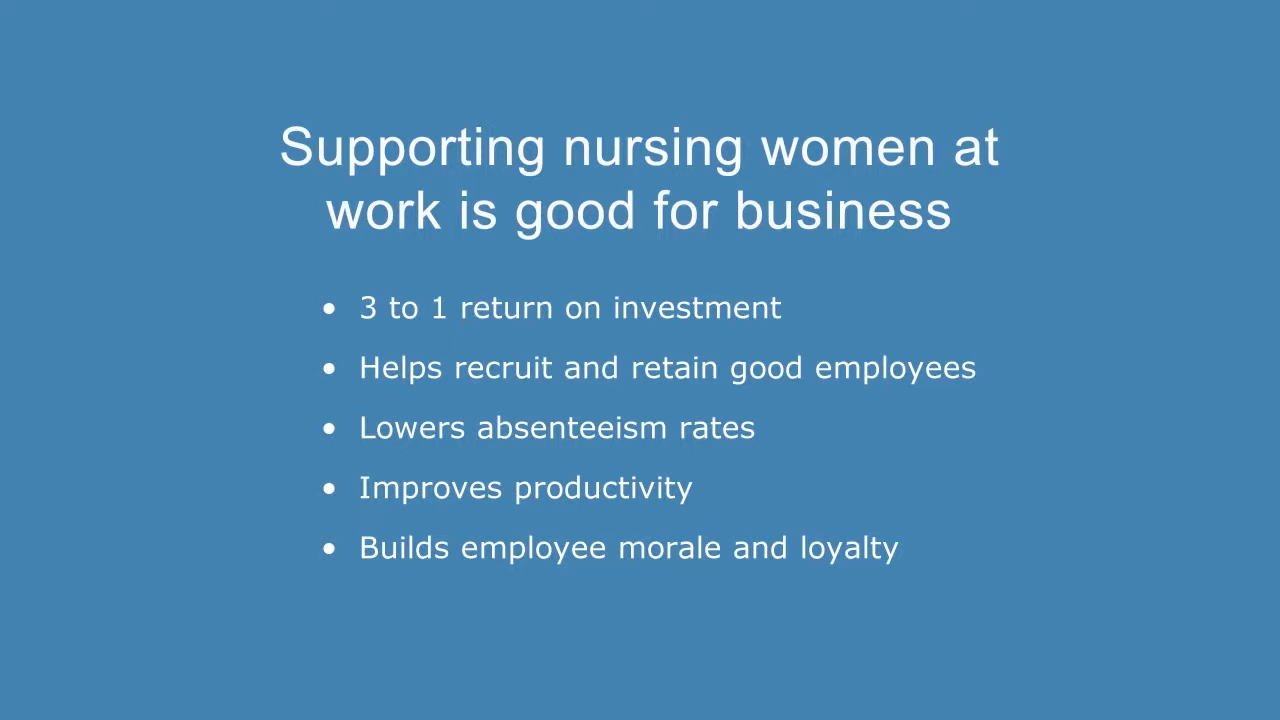 Supporting nursing women at
work is good for business
• 3 to 1 return on investment
• Helps recruit and retain good employees
• Lowers absenteeism rates
• Improves productivity
• Builds employee morale and loyalty